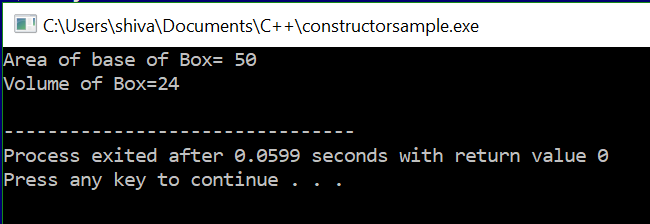 C:\Users\shiva\Documents\C++\constructorsample.exe
Area of base of Box= 50
Volume of Box=24
--------------------------------
Process exited after 0.0599 seconds with return value 0
Press any key to continue . . .